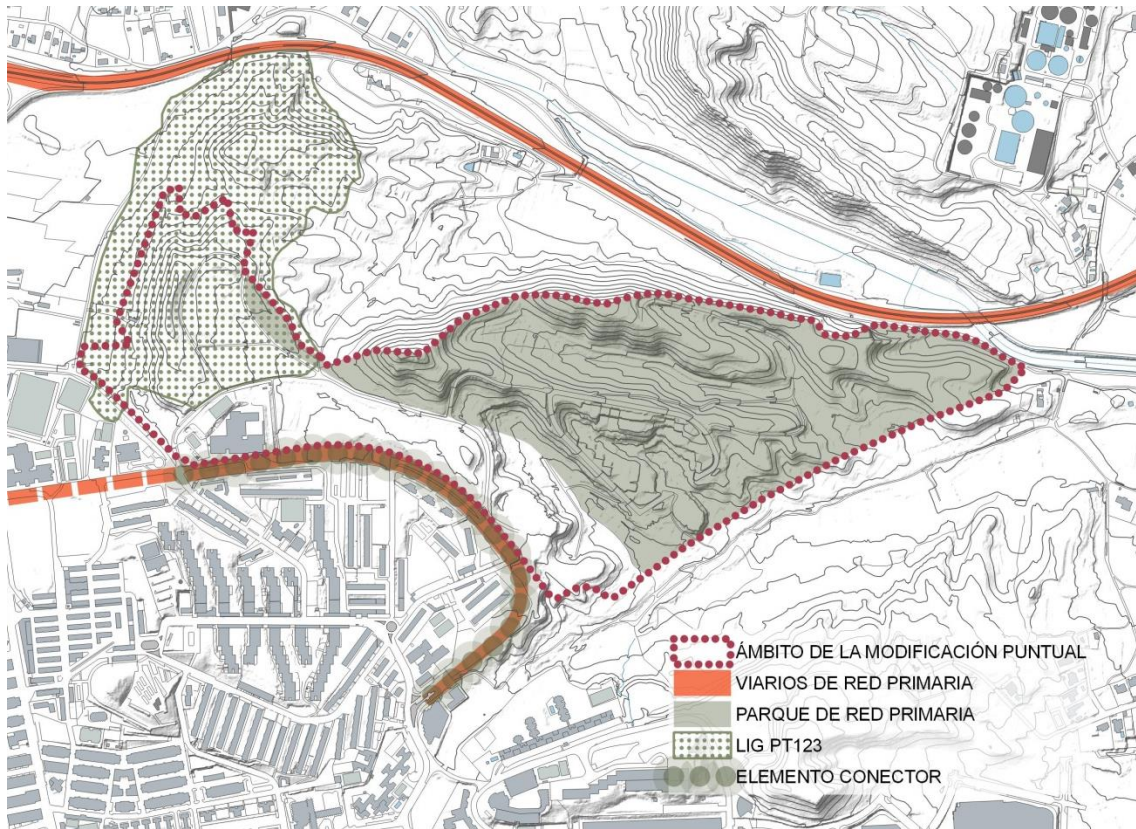 ÁMBITO DE LA MODIFICACIÓN PUNTUAL
VIARIOS DE RED PRIMARIA
PARQUE DE RED PRIMARIA
LIG PT123
ELEMENTO CONECTOR